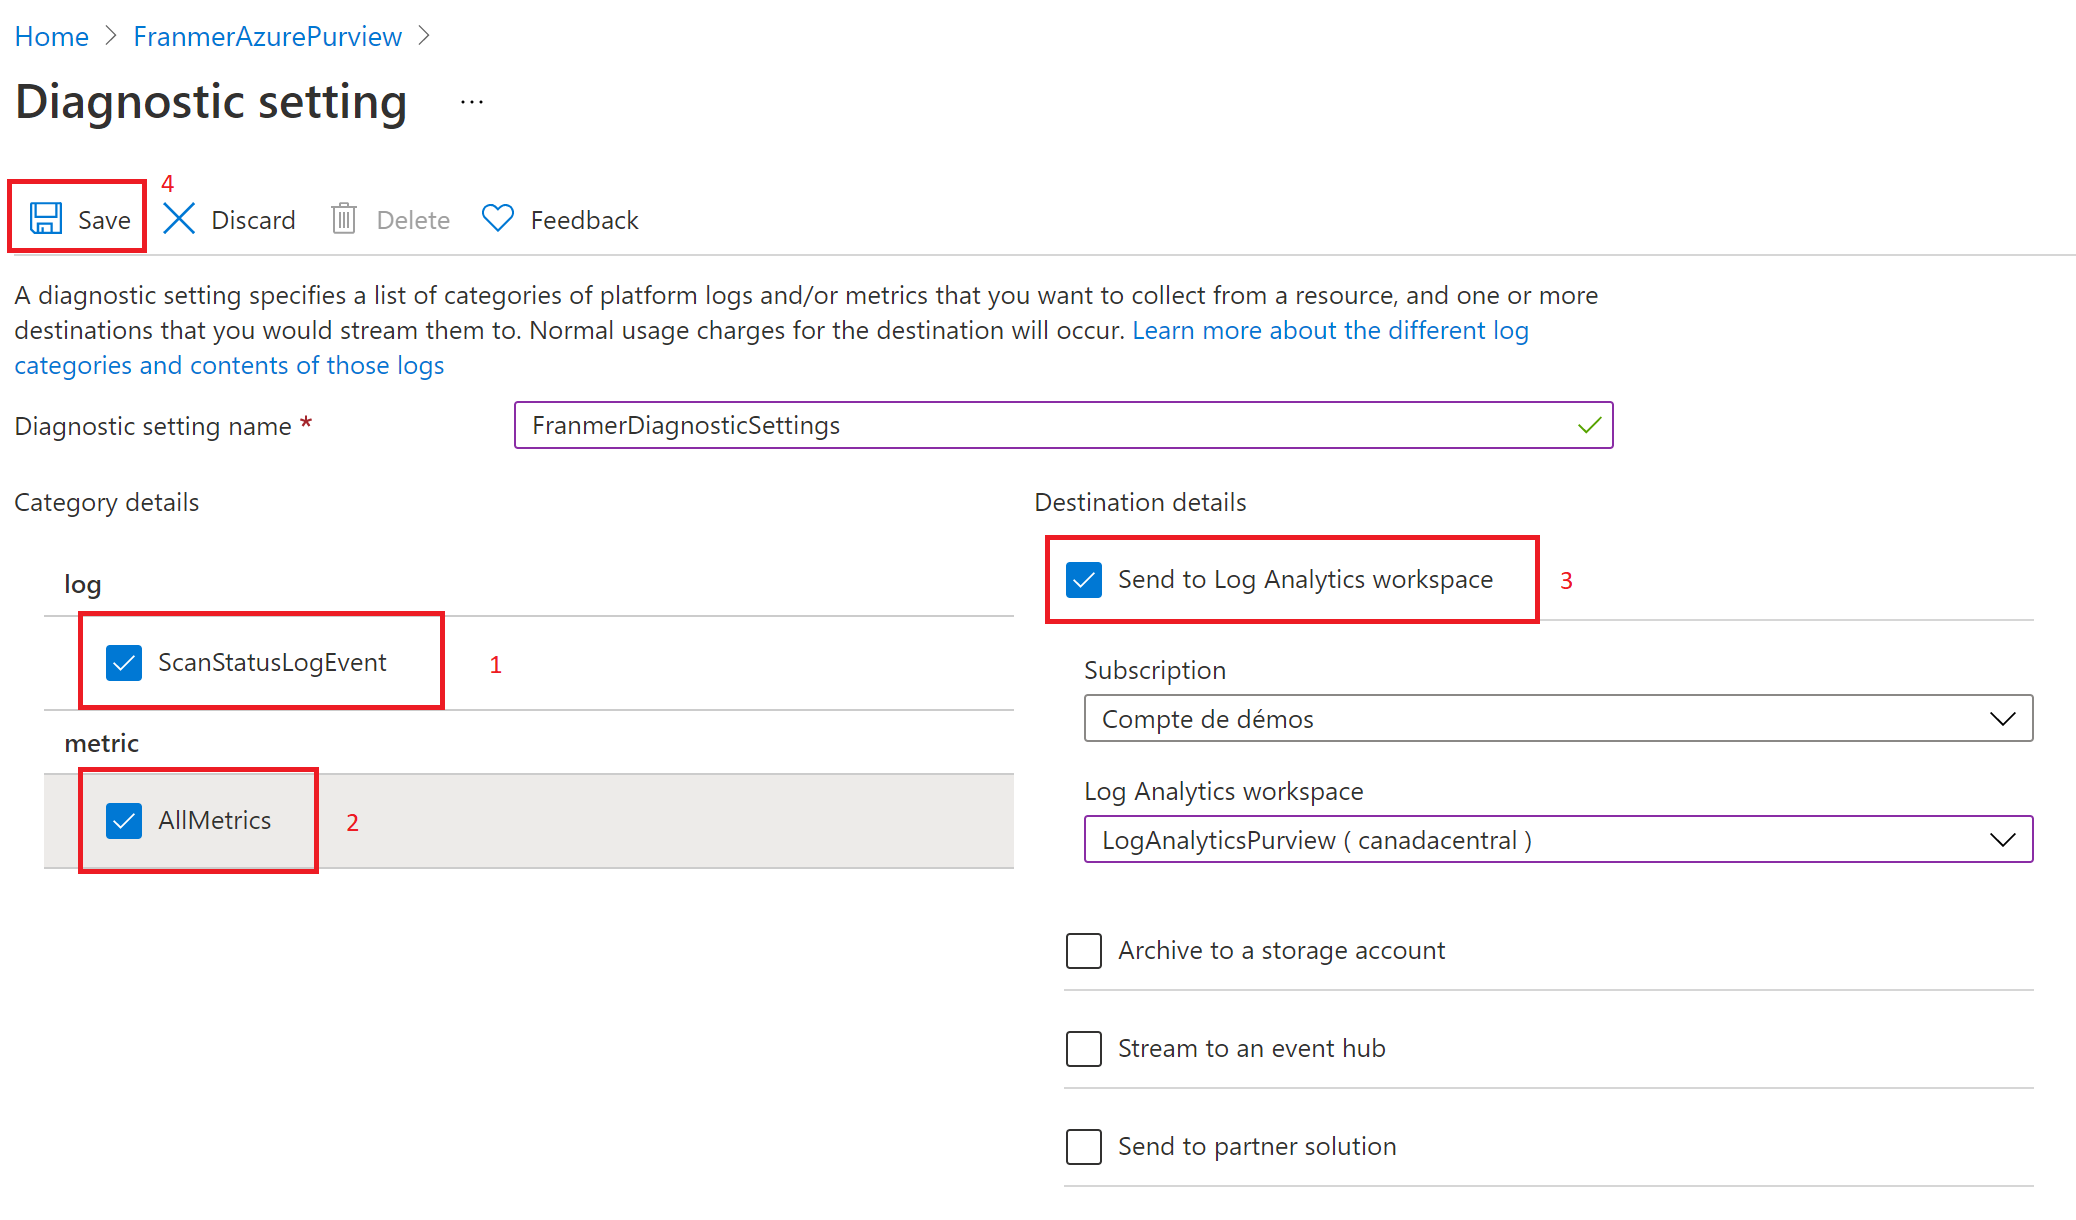 Home > FranmerAzurePurview >
Diagnostic setting ...
4
Save Discard Delete Feedback
A diagnostic setting specifies a list of categories of platform logs and/or metrics that you want to collect from a resource, and one or more
destinations that you would stream them to. Normal usage charges for the destination will occur. Learn more about the different log
categories and contents of those logs
Diagnostic setting name * FranmerDiagnosticSettings
Category details
log
ScanStatusLogEvent 1
metric
AllMetrics 2
Destination details
Send to Log Analytics workspace 3
Subscription
Compte de démos
Log Analytics workspace
LogAnalyticsPurview ( canadacentral )
Archive to a storage account
Stream to an event hub
Send to partner solution